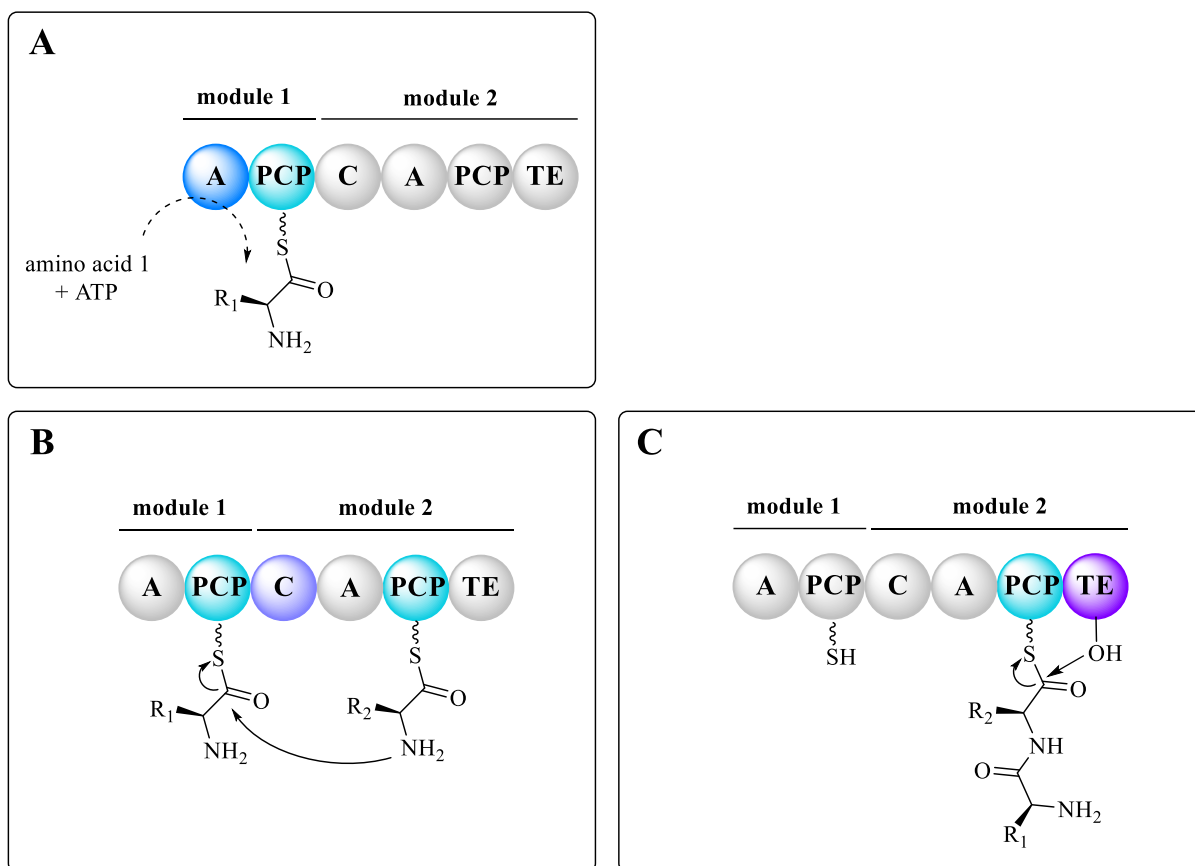 A
module 1 module 2
A PCP C A PCP TE
amino acid 1
+ ATP
S
O
R1
NH2
B
module 1 module 2
A PCP C A PCP TE
S S
O O
R1 R2
NH2 NH2
C
module 1 module 2
A PCP C A PCP TE
SH S OH
O
R2
NH
O
NH2
R1